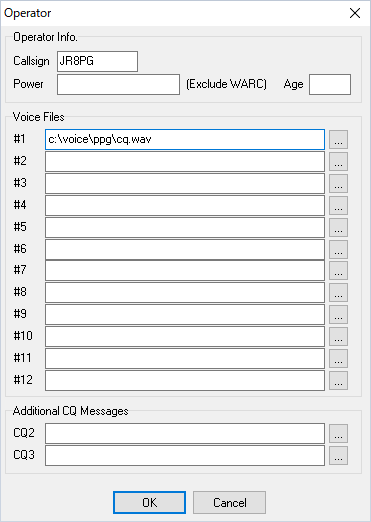 Operator
Operator Info.
Callsign JR8PG
Power (Exclude WARC) Age
Voice Files
#1 c:\voice\ppg\cq.wav ...
#2 ...
#3 ...
#4 ...
#5 ...
#6 ...
#7 ...
#8 ...
#9 ...
#10 ...
#11 ...
#12 ...
Additional CQ Messages
CQ2 ...
CQ3 ...
OK Cancel